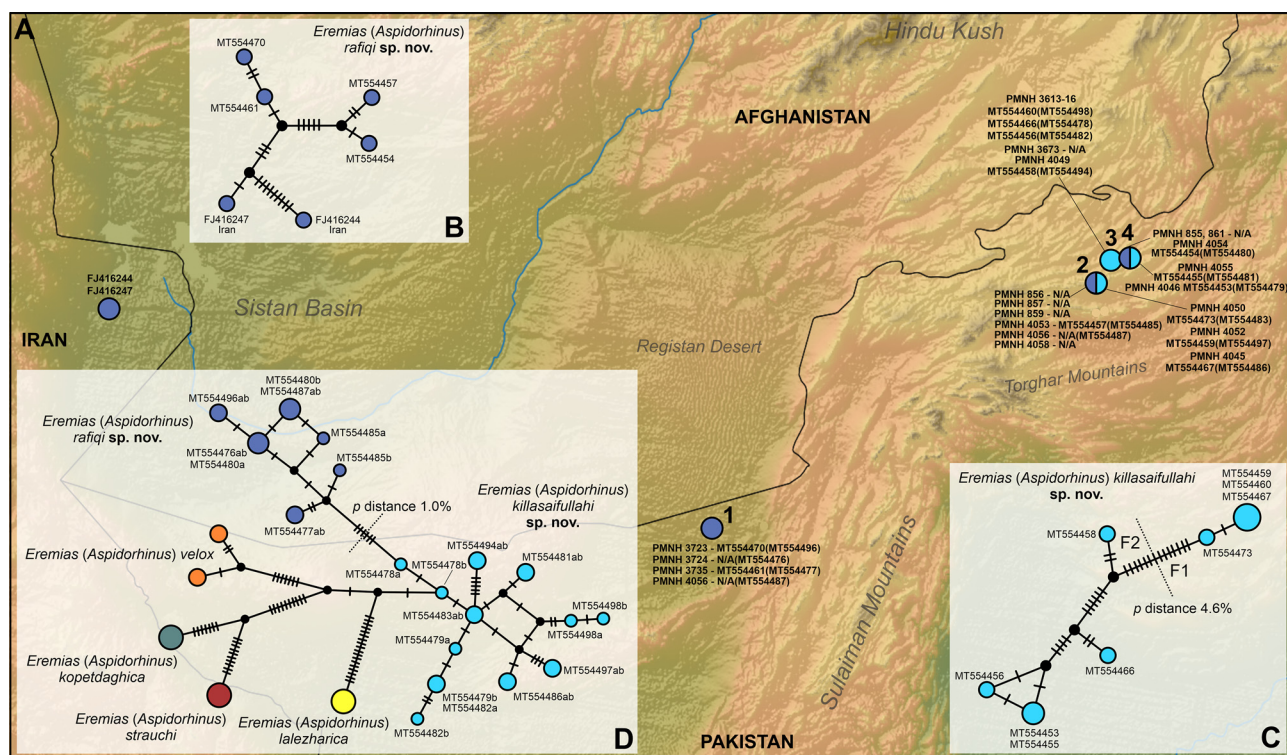 A
Eremias (Aspidorhinus)
rafiqi sp. nov.
MT554470
MT554457
MT554461
MT554454
FJ416247
Iran
FJ416244
Iran
B
Hindu Kush
AFGHANISTAN
PMNH 3613-16
MT554460(MT554498)
MT554466(MT554478)
MT554456(MT554482)
PMNH 3673 - N/A
PMNH 4049
MT554458(MT554494)
3
4
2
PMNH 855, 861 - N/A
PMNH 4054
MT554454(MT554480)
PMNH 4055
MT554455(MT554481)
PMNH 4046 MT554453(MT554479)
PMNH 856 - N/A
PMNH 857 - N/A
PMNH 859 - N/A
PMNH 4053 - MT554457(MT554485)
PMNH 4056 - N/A(MT554487)
PMNH 4058 - N/A
PMNH 4050
MT554473(MT554483)
PMNH 4052
MT554459(MT554497)
PMNH 4045
MT554467(MT554486)
FJ416244
FJ416247
IRAN
Sistan Basin
Registan Desert
Torghar Mountains
1
PMNH 3723 - MT554470(MT554496)
PMNH 3724 - N/A(MT554476)
PMNH 3735 - MT554461(MT554477)
PMNH 4056 - N/A(MT554487)
Sulaiman Mountains
PAKISTAN
Eremias (Aspidorhinus)
rafiqi sp. nov.
MT554496ab
MT554480b
MT554487ab
MT554485a
MT554476ab
MT554480a
MT554485b
MT554477ab
p distance 1.0%
Eremias (Aspidorhinus)
killasaifullahi
sp. nov.
Eremias (Aspidorhinus) velox
MT554478a
MT554478b
MT554494ab
MT554481ab
MT554483ab
MT554498b
MT554498a
MT554479a
MT554497ab
MT554479b
MT554482a
MT554486ab
MT554482b
Eremias (Aspidorhinus)
kopetdaghica
Eremias (Aspidorhinus)
strauchi
Eremias (Aspidorhinus)
lalezharica
D
Eremias (Aspidorhinus) killasaifullahi
sp. nov.
MT554459
MT554460
MT554467
MT554458
F2
MT554473
F1
p distance 4.6%
MT554466
MT554456
MT554453
MT554455
C